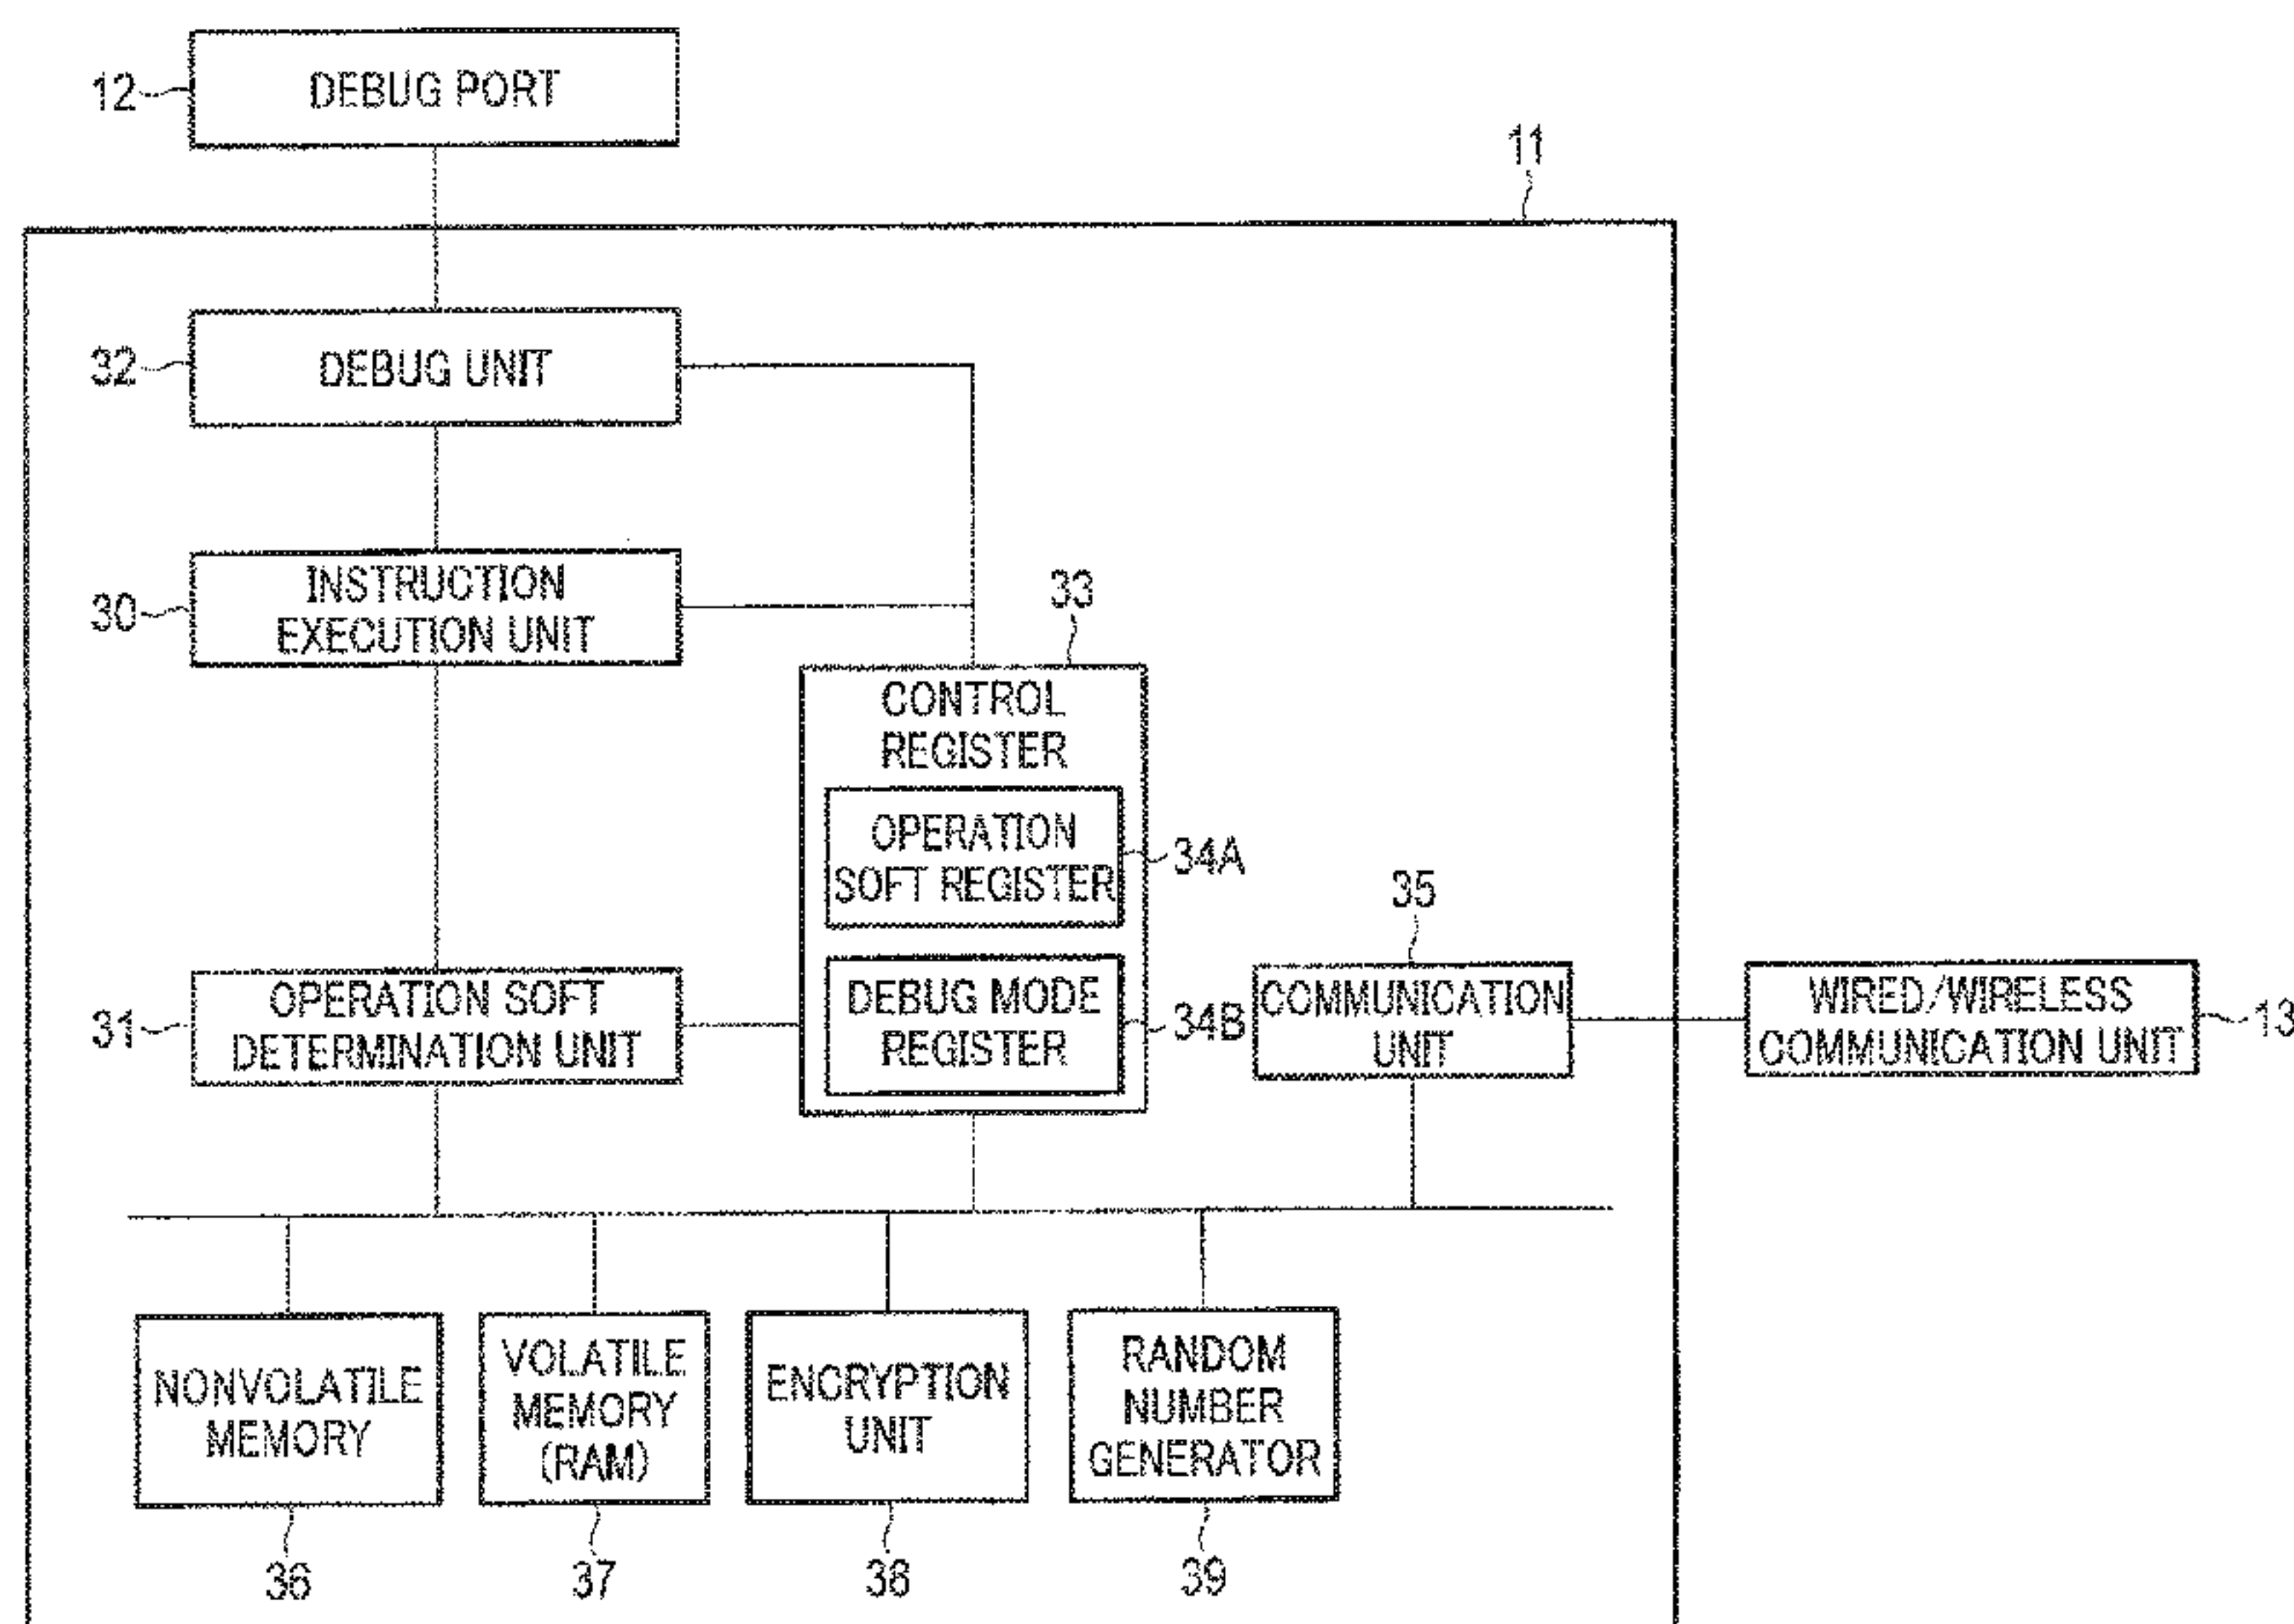 12
DEBUG PORT
11
32
DEBUG UNIT
30
INSTRUCTION
EXECUTION UNIT
33
CONTROL
REGISTER
OPERATION
SOFT REGISTER
34A
35
31
OPERATION SOFT
DETERMINATION UNIT
DEBUG MODE
REGISTER
34B
COMMUNICATION
UNIT
WIRED/WIRELESS
COMMUNICATION UNIT
13
NONVOLATILE
MEMORY
VOLATILE
MEMORY
(RAM)
ENCRYPTION
UNIT
RANDOM
NUMBER
GENERATOR
36
37
38
39